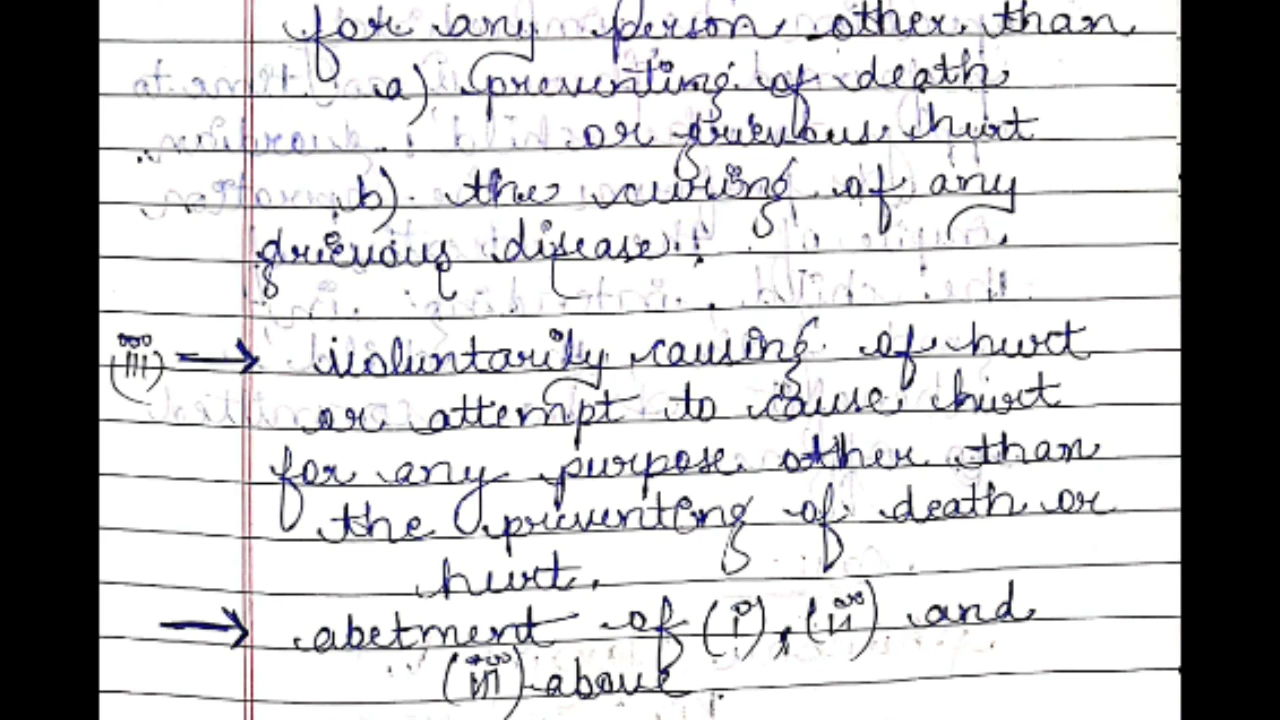 for any person other than
a) preventing of death
or grievous hurt
b). the curing of any
grievous disease.
(iii) → voluntarily causing of hurt
or attempt to cause hurt
for any purpose other than
the preventing of death or
hurt.
→ abetment of (i), (ii) and
(iii) above